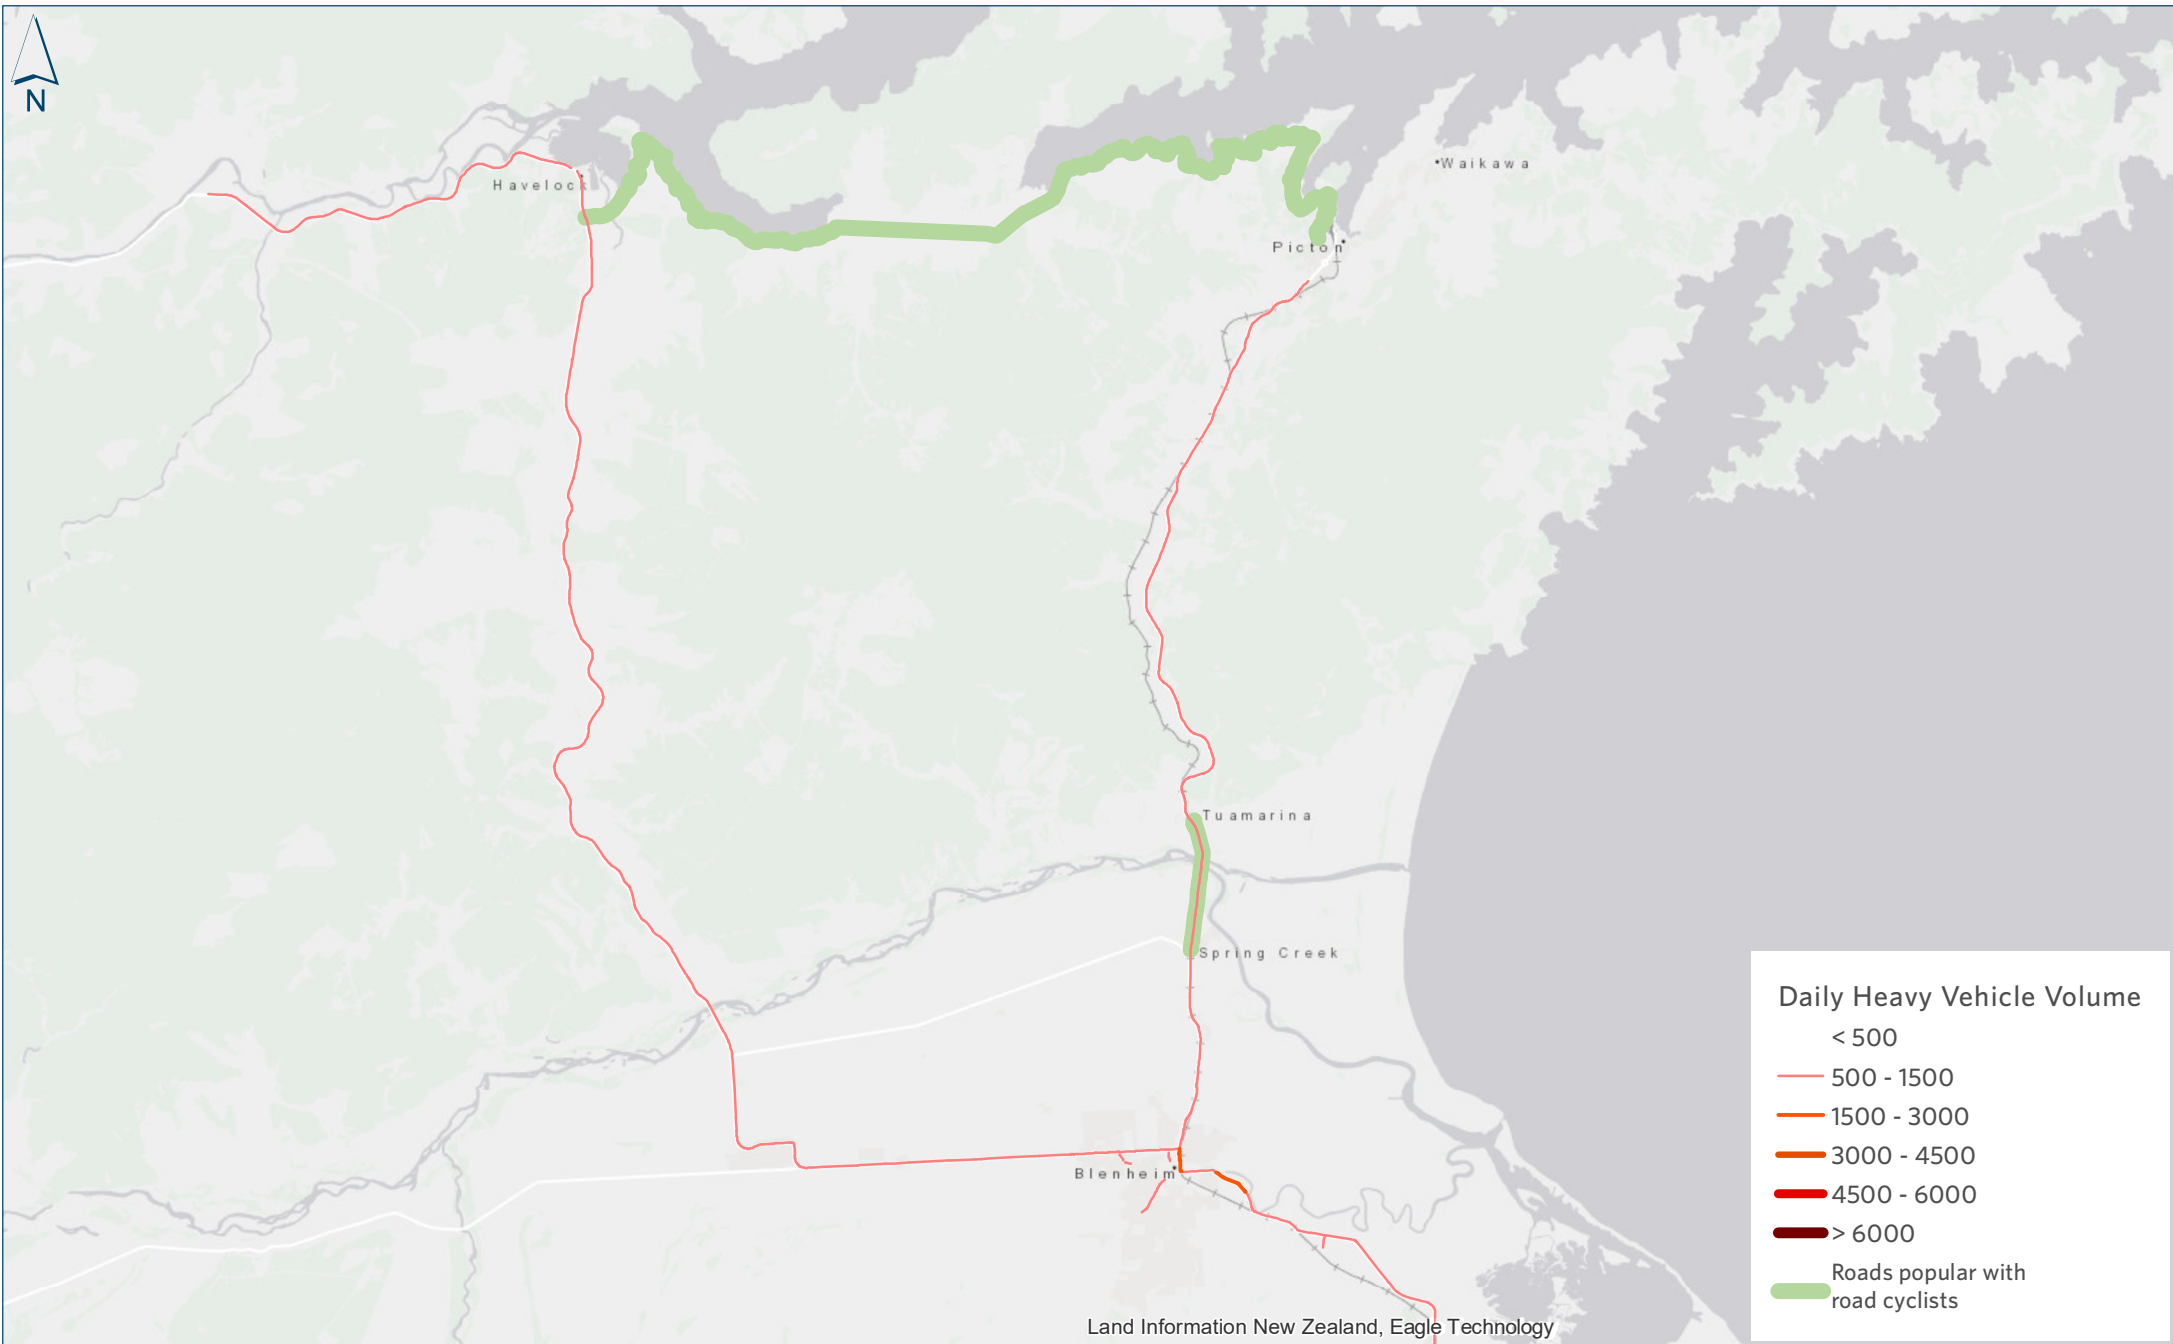 N
Havelock
Waikawa
Picton
Tuamarina
Spring Creek
Blenheim
Daily Heavy Vehicle Volume
< 500
500 - 1500
1500 - 3000
3000 - 4500
4500 - 6000
> 6000
Roads popular with
road cyclists
Land Information New Zealand, Eagle Technology